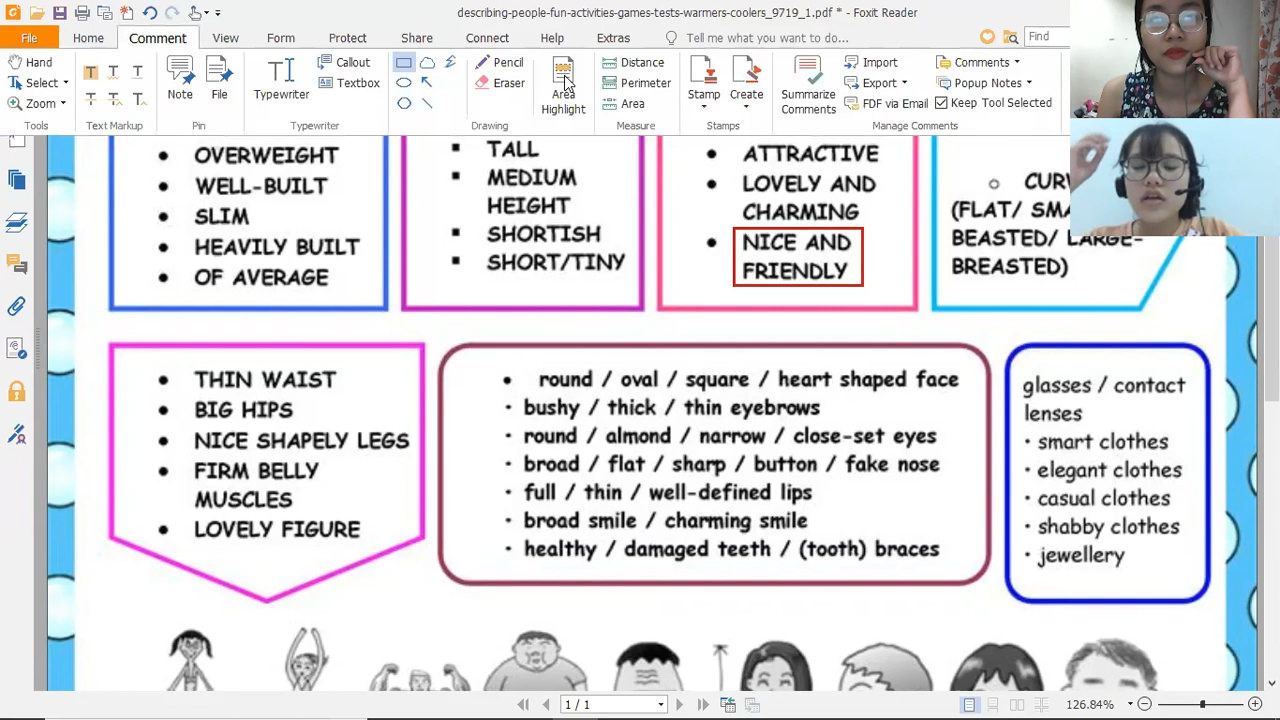 describg-people-fun-activities-games-tests-warmers-coolers_9719_1.pdf * - Foxit Reader
File
Home
Comment
View
Form
Protect
Share
Connect
Help
Extras
Tell me what you want to do...
Find
Hand
Select
Zoom
Tools
Text Markup
Note
File
Pin
Typewriter
Callout
Textbox
Typewriter
Pencil
Eraser
Drawing
Area
Highlight
Distance
Perimeter
Area
Measure
Stamp
Create
Stamps
Summarize
Comments
Import
Export
FDF via Email
Comments
Popup Notes
Keep Tool Selected
Manage Comments
• OVERWEIGHT
• WELL-BUILT
• SLIM
• HEAVILY BUILT
• OF AVERAGE
▪ TALL
▪ MEDIUM
HEIGHT
▪ SHORTISH
▪ SHORT/TINY
• ATTRACTIVE
• LOVELY AND
CHARMING
• NICE AND
FRIENDLY
(FLAT/
BEASTED/ LARGE-
BREASTED)
• THIN WAIST
• BIG HIPS
• NICE SHAPELY LEGS
• FIRM BELLY
MUSCLES
• LOVELY FIGURE
• round / oval / square / heart shaped face
· bushy / thick / thin eyebrows
· round / almond / narrow / close-set eyes
· broad / flat / sharp / button / fake nose
· full / thin / well-defined lips
· broad smile / charming smile
· healthy / damaged teeth / (tooth) braces
glasses / contact
lenses
· smart clothes
· elegant clothes
· casual clothes
· shabby clothes
· jewellery
1 / 1
126.84%